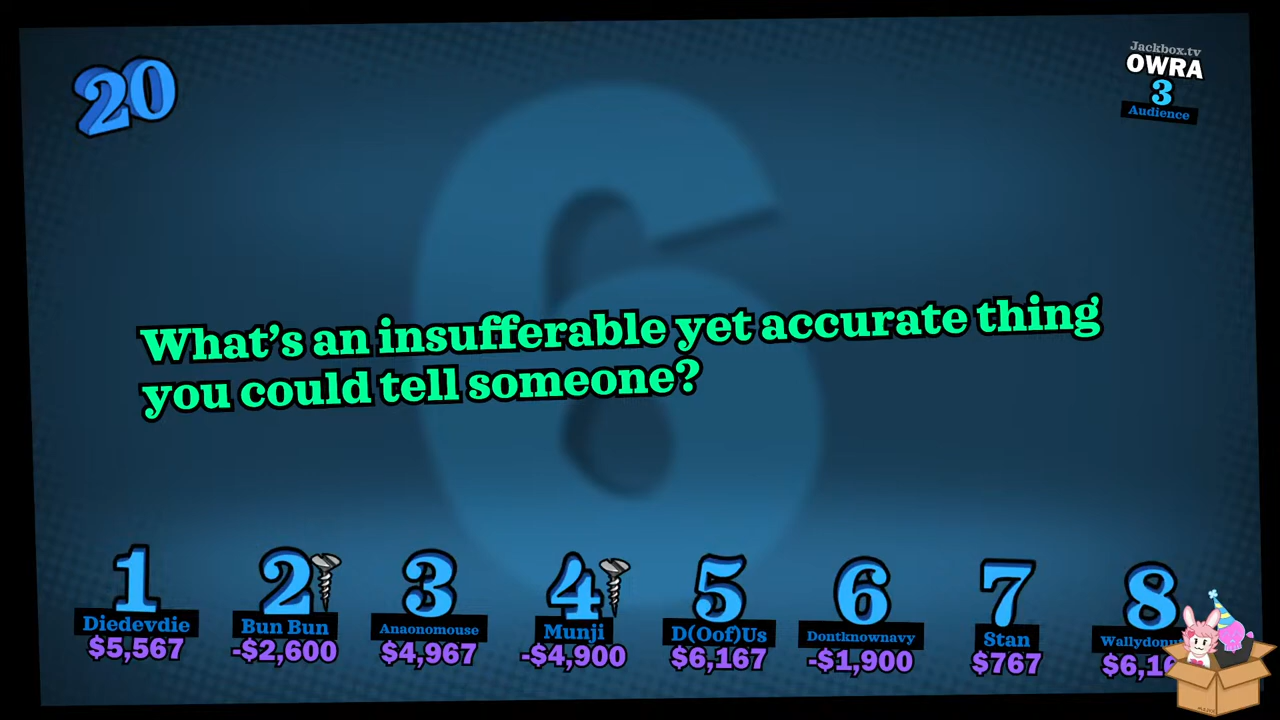 20
Jackbox.tv
OWRA
3
Audience
What's an insufferable yet accurate thing
you could tell someone?
6
1 2 3 4 5 6 7 8
Diedevdie Bun Bun Anaonomouse Munji D(Oof)Us Dontknownavy Stan
$5,567 -$2,600 $4,967 -$4,900 $6,167 -$1,900 $767